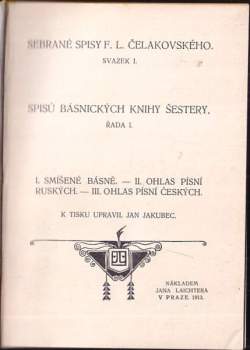 SEBRANÉ SPISY F. L. ČELAKOVSKÉHO.
SVAZEK I.
SPISŮ BÁSNICKÝCH KNIHY ŠESTERY.
ŘADA I.
I. SMÍŠENÉ BÁSNĚ. — II. OHLAS PÍSNÍ
RUSKÝCH. — III. OHLAS PÍSNÍ ČESKÝCH.
K TISKU UPRAVIL JAN JAKUBEC.
NÁKLADEM
JANA LAICHTERA
V PRAZE 1913.